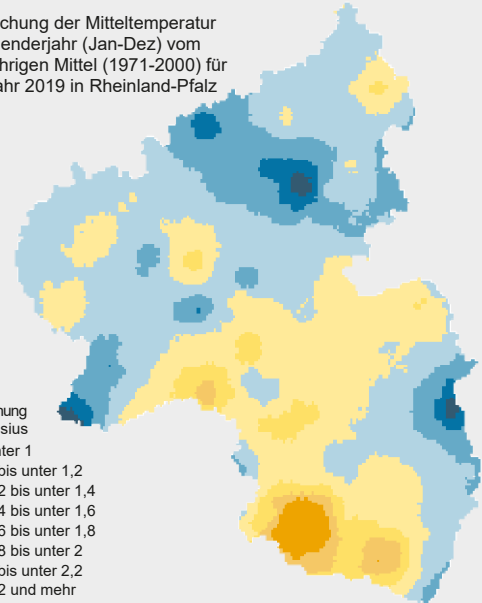 chung der Mitteltemperatur
enderjahr (Jan-Dez) vom
hrigen Mittel (1971-2000) für
ahr 2019 in Rheinland-Pfalz
nung
sius
ter 1
bis unter 1,2
2 bis unter 1,4
4 bis unter 1,6
6 bis unter 1,8
8 bis unter 2
bis unter 2,2
2 und mehr